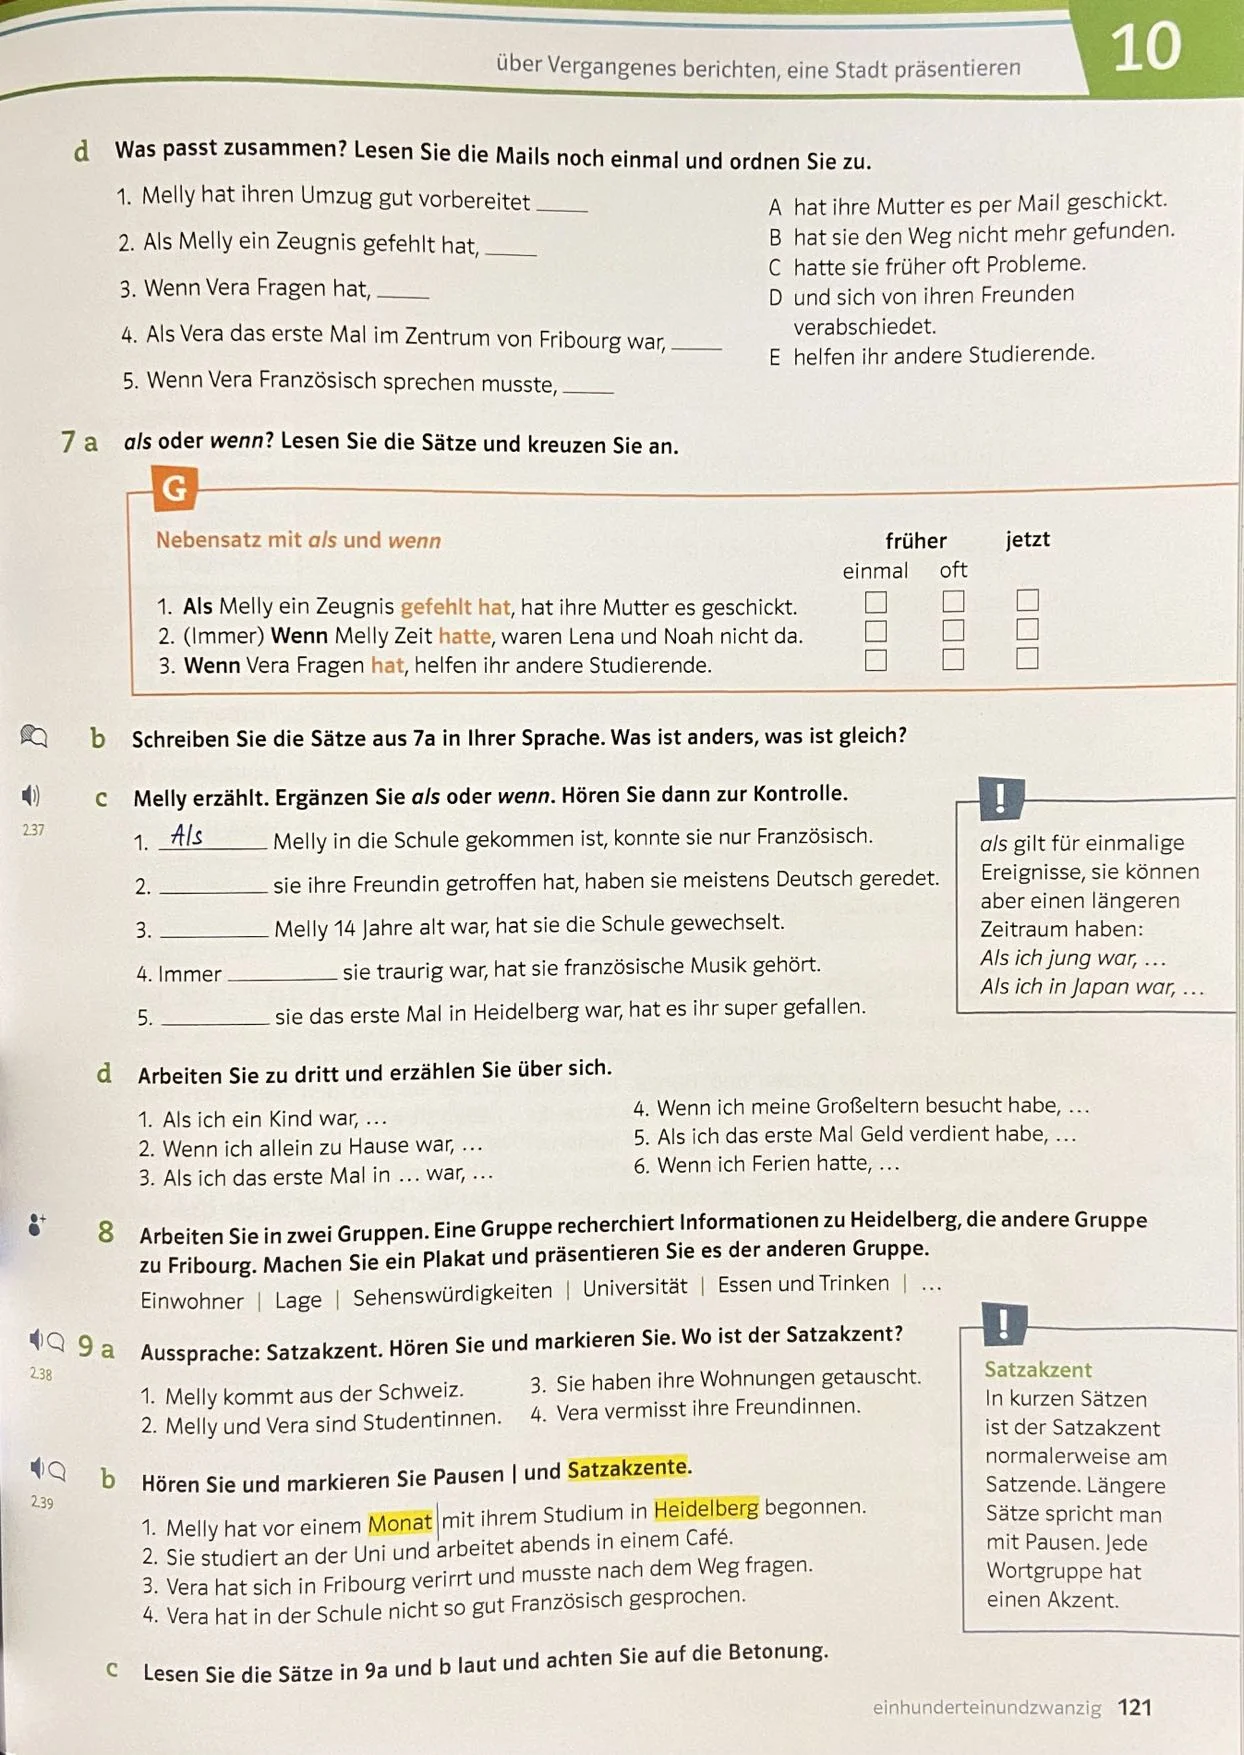 über Vergangenes berichten, eine Stadt präsentieren
10
d Was passt zusammen? Lesen Sie die Mails noch einmal und ordnen Sie zu.
1. Melly hat ihren Umzug gut vorbereitet ____
2. Als Melly ein Zeugnis gefehlt hat, ____
3. Wenn Vera Fragen hat, ____
4. Als Vera das erste Mal im Zentrum von Fribourg war, ____
5. Wenn Vera Französisch sprechen musste, ____
A hat ihre Mutter es per Mail geschickt.
B hat sie den Weg nicht mehr gefunden.
C hatte sie früher oft Probleme.
D und sich von ihren Freunden
verabschiedet.
E helfen ihr andere Studierende.
7 a als oder wenn? Lesen Sie die Sätze und kreuzen Sie an.
G
Nebensatz mit als und wenn
früher jetzt
einmal oft
1. Als Melly ein Zeugnis gefehlt hat, hat ihre Mutter es geschickt.
2. (Immer) Wenn Melly Zeit hatte, waren Lena und Noah nicht da.
3. Wenn Vera Fragen hat, helfen ihr andere Studierende.
b Schreiben Sie die Sätze aus 7a in Ihrer Sprache. Was ist anders, was ist gleich?
2.37
c Melly erzählt. Ergänzen Sie als oder wenn. Hören Sie dann zur Kontrolle.
1. Als Melly in die Schule gekommen ist, konnte sie nur Französisch.
2. ________ sie ihre Freundin getroffen hat, haben sie meistens Deutsch geredet.
3. ________ Melly 14 Jahre alt war, hat sie die Schule gewechselt.
4. Immer ________ sie traurig war, hat sie französische Musik gehört.
5. ________ sie das erste Mal in Heidelberg war, hat es ihr super gefallen.
!
als gilt für einmalige
Ereignisse, sie können
aber einen längeren
Zeitraum haben:
Als ich jung war, …
Als ich in Japan war, …
d Arbeiten Sie zu dritt und erzählen Sie über sich.
1. Als ich ein Kind war, …
2. Wenn ich allein zu Hause war, …
3. Als ich das erste Mal in … war, …
4. Wenn ich meine Großeltern besucht habe, …
5. Als ich das erste Mal Geld verdient habe, …
6. Wenn ich Ferien hatte, …
8 Arbeiten Sie in zwei Gruppen. Eine Gruppe recherchiert Informationen zu Heidelberg, die andere Gruppe
zu Fribourg. Machen Sie ein Plakat und präsentieren Sie es der anderen Gruppe.
Einwohner | Lage | Sehenswürdigkeiten | Universität | Essen und Trinken | …
2.38
9 a Aussprache: Satzakzent. Hören Sie und markieren Sie. Wo ist der Satzakzent?
1. Melly kommt aus der Schweiz.
2. Melly und Vera sind Studentinnen.
3. Sie haben ihre Wohnungen getauscht.
4. Vera vermisst ihre Freundinnen.
2.39
b Hören Sie und markieren Sie Pausen | und Satzakzente.
1. Melly hat vor einem Monat | mit ihrem Studium in Heidelberg begonnen.
2. Sie studiert an der Uni und arbeitet abends in einem Café.
3. Vera hat sich in Fribourg verirrt und musste nach dem Weg fragen.
4. Vera hat in der Schule nicht so gut Französisch gesprochen.
!
Satzakzent
In kurzen Sätzen
ist der Satzakzent
normalerweise am
Satzende. Längere
Sätze spricht man
mit Pausen. Jede
Wortgruppe hat
einen Akzent.
c Lesen Sie die Sätze in 9a und b laut und achten Sie auf die Betonung.
einhunderteinundzwanzig 121